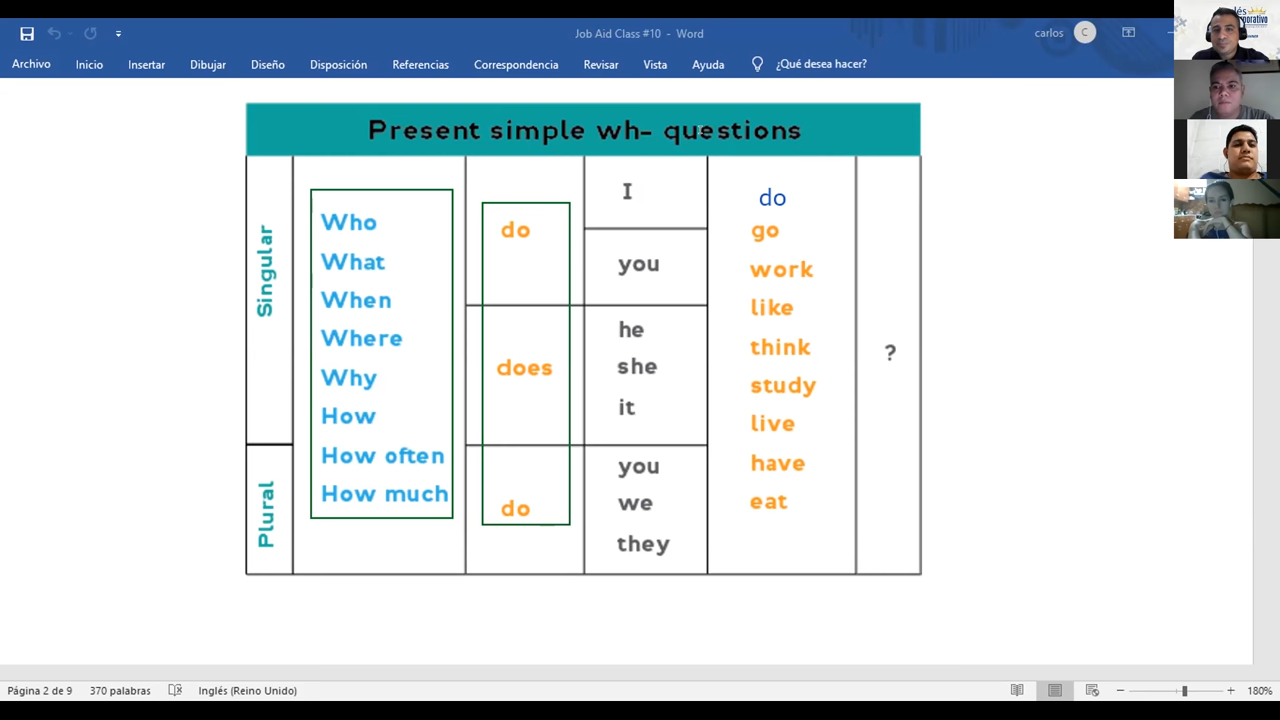 Job Aid Class #10 - Word
carlos
C
Archivo
Inicio
Insertar
Dibujar
Diseño
Disposición
Referencias
Correspondencia
Revisar
Vista
Ayuda
¿Qué desea hacer?
Present simple wh- questions
Singular
Who
What
When
Where
Why
How
How often
How much
do
does
do
I
you
he
she
it
you
we
they
do
go
work
like
think
study
live
have
eat
?
Plural
Página 2 de 9
370 palabras
Inglés (Reino Unido)
180%